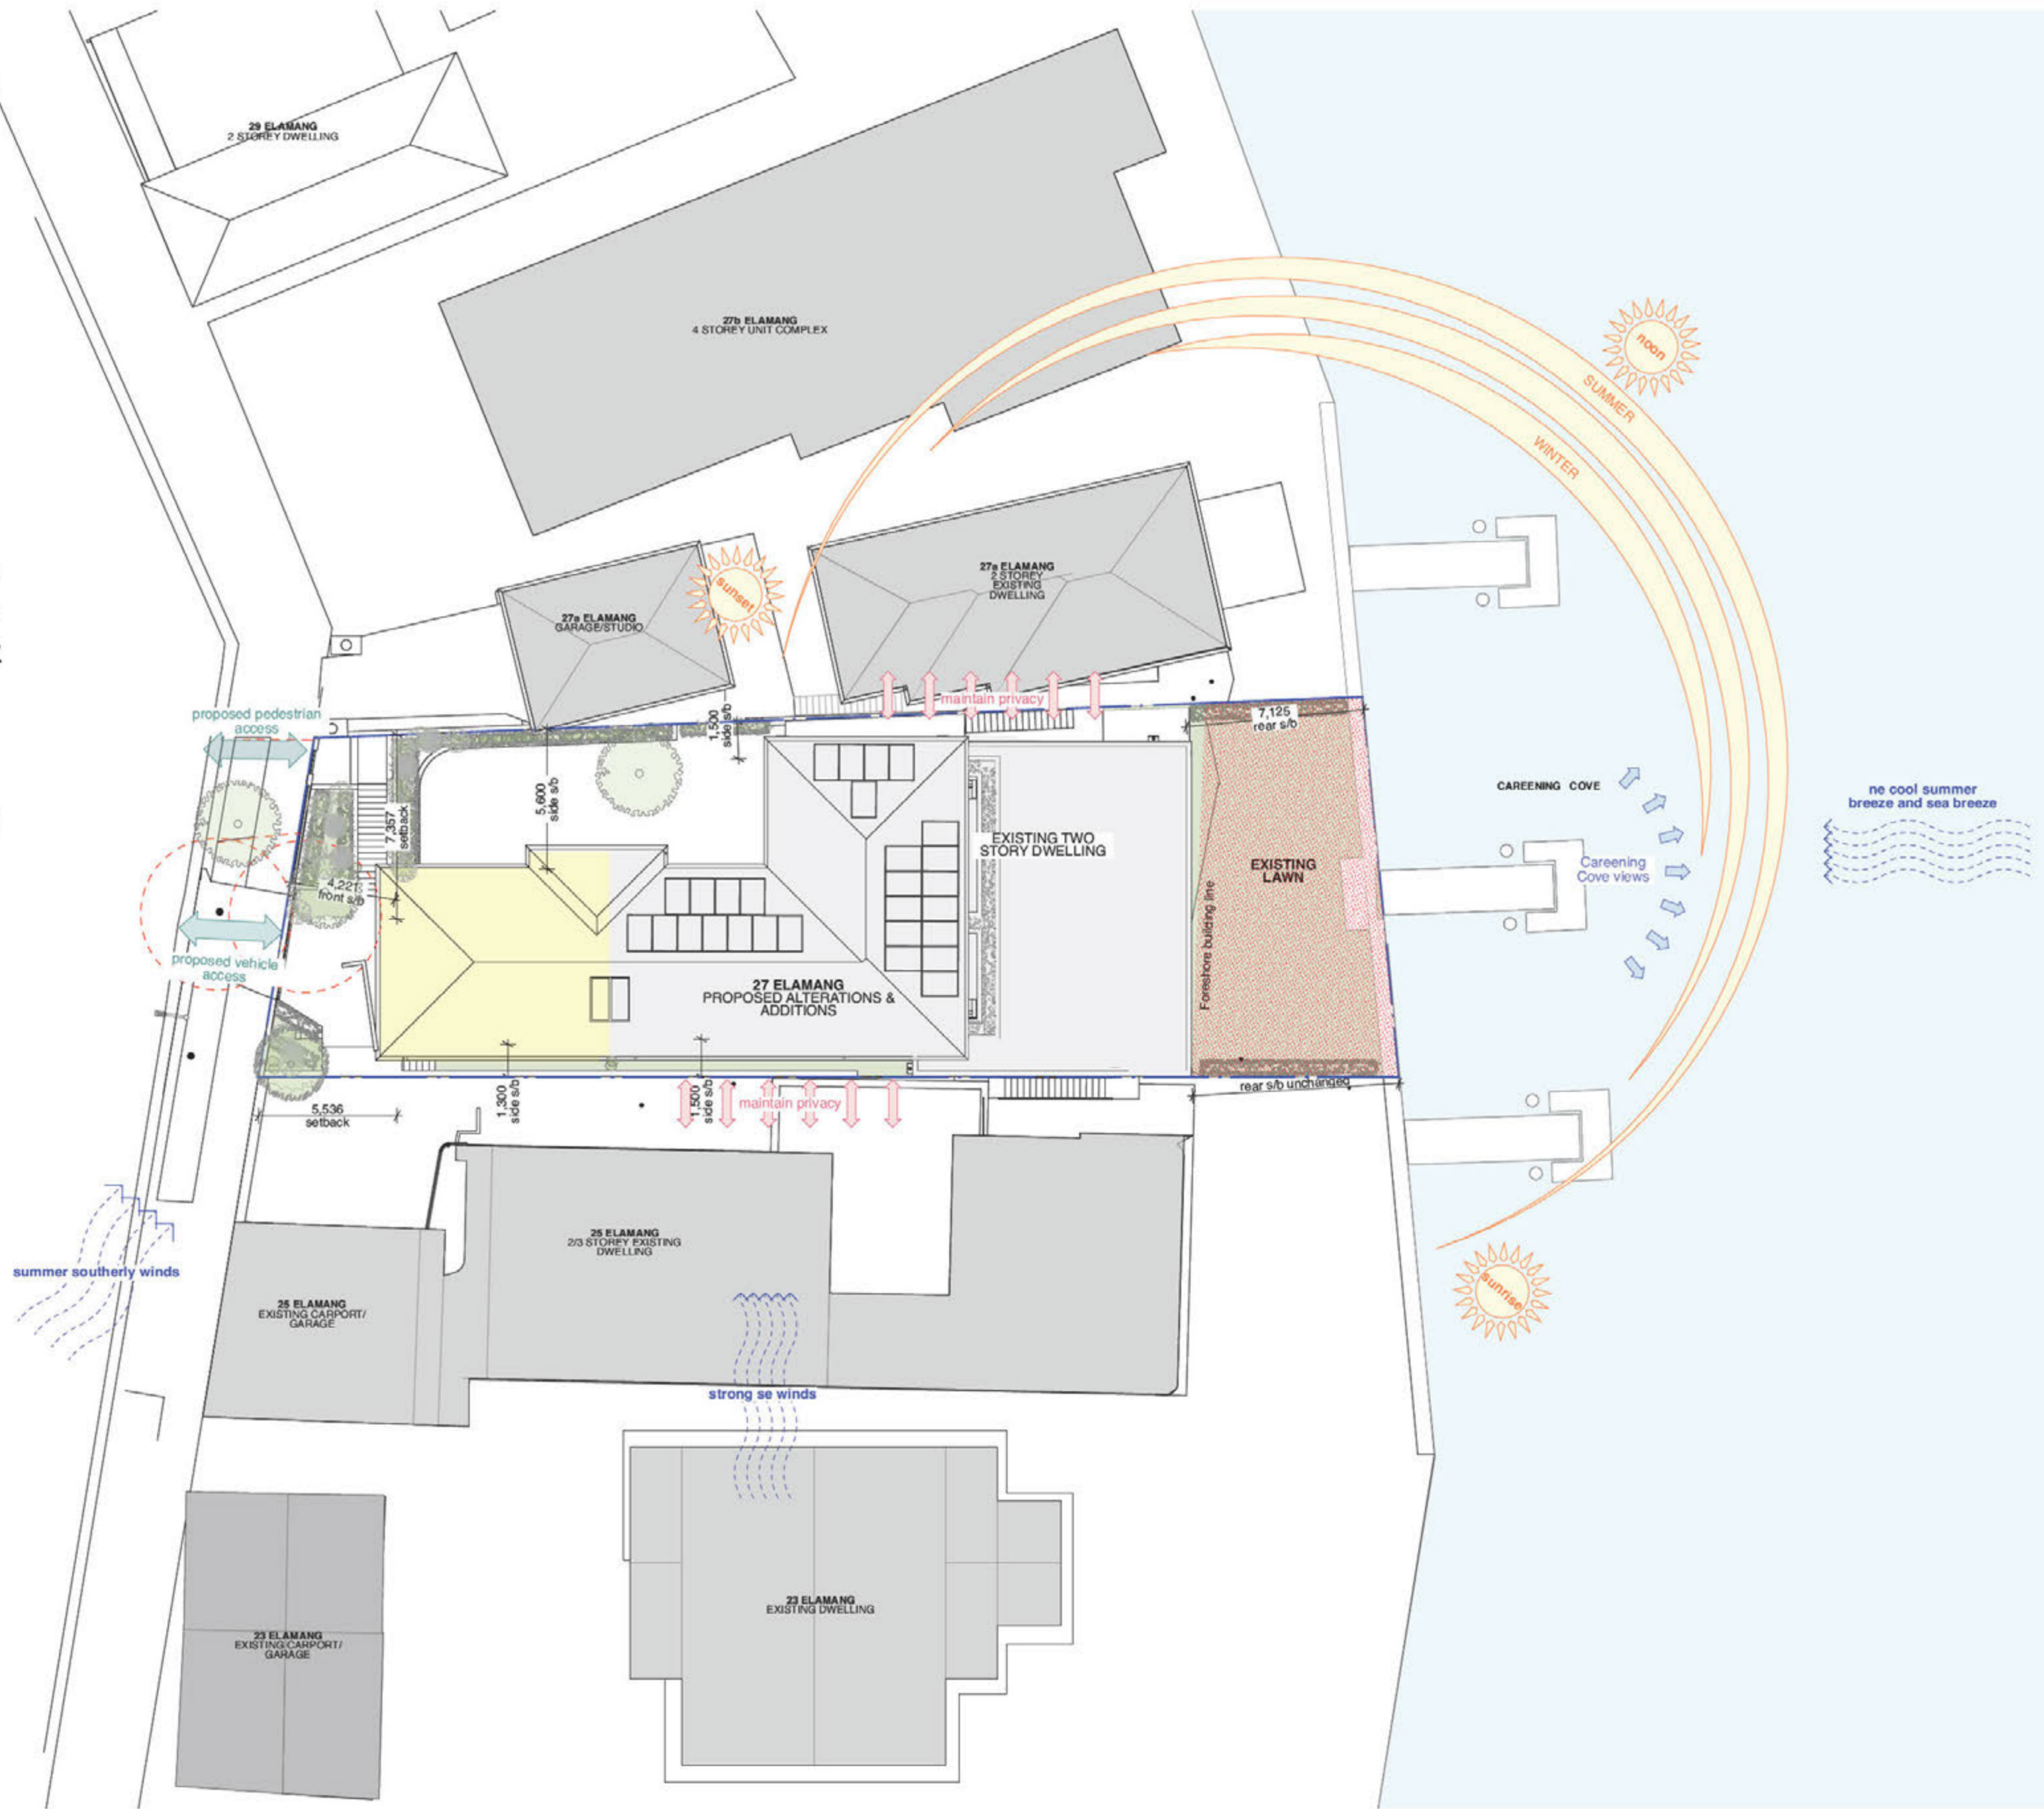 29 ELAMANG
2 STOREY DWELLING
27b ELAMANG
4 STOREY UNIT COMPLEX
noon
SUMMER
WINTER
27a ELAMANG
2 STOREY
EXISTING
DWELLING
sunset
27a ELAMANG
GARAGE/STUDIO
maintain privacy
proposed pedestrian
access
1,500
side s/b
7,125
rear s/b
5,600
side s/b
7,357
setback
CAREENING COVE
ne cool summer
breeze and sea breeze
EXISTING TWO
STORY DWELLING
EXISTING
LAWN
Careening
Cove views
4,221
front s/b
Foreshore building line
proposed vehicle
access
27 ELAMANG
PROPOSED ALTERATIONS &
ADDITIONS
rear s/b unchanged
1,300
side s/b
1,500
side s/b
maintain privacy
5,536
setback
25 ELAMANG
2/3 STOREY EXISTING
DWELLING
summer southerly winds
sunrise
25 ELAMANG
EXISTING CARPORT/
GARAGE
strong se winds
23 ELAMANG
EXISTING DWELLING
23 ELAMANG
EXISTING CARPORT/
GARAGE